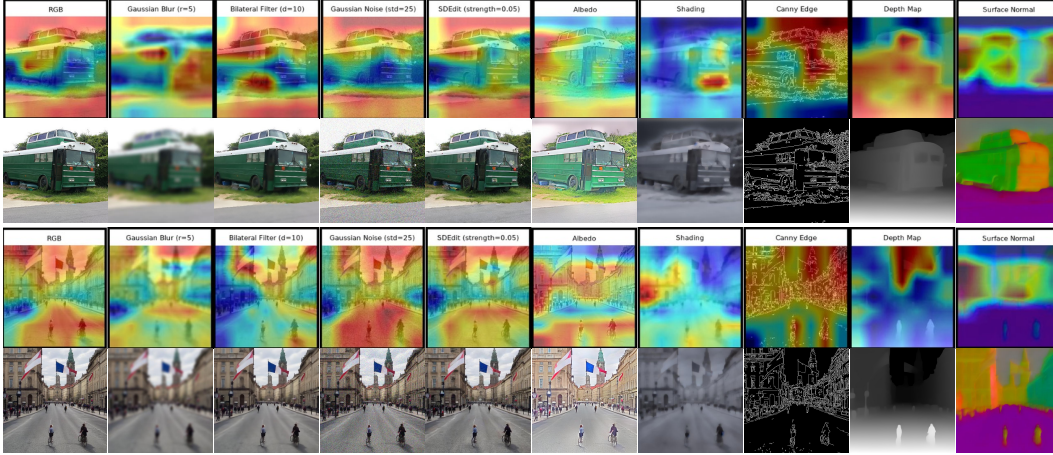 RGB
Gaussian Blur (r=5)
Bilateral Filter (d=10)
Gaussian Noise (std=25)
SDEdit (strength=0.05)
Albedo
Shading
Canny Edge
Depth Map
Surface Normal
RGB
Gaussian Blur (r=5)
Bilateral Filter (d=10)
Gaussian Noise (std=25)
SDEdit (strength=0.05)
Albedo
Shading
Canny Edge
Depth Map
Surface Normal